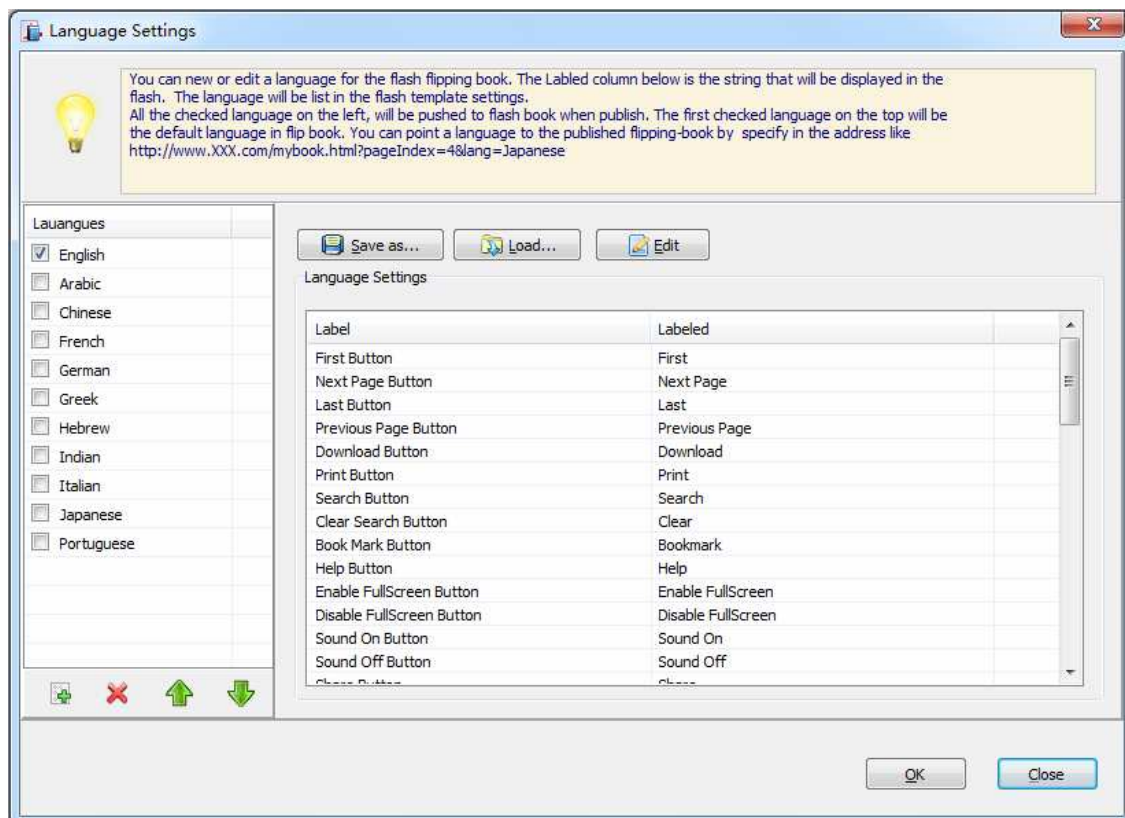 Language Settings
You can new or edit a language for the flash flipping book. The Labled column below is the string that will be displayed in the
flash. The language will be list in the flash template settings.
All the checked language on the left, will be pushed to flash book when publish. The first checked language on the top will be
the default language in flip book. You can point a language to the published flipping-book by specify in the address like
http://www.XXX.com/mybook.html?pageIndex=4&lang=Japanese
Lauangues
English
Arabic
Chinese
French
German
Greek
Hebrew
Indian
Italian
Japanese
Portuguese
Save as... Load... Edit
Language Settings
Label Labeled
First Button First
Next Page Button Next Page
Last Button Last
Previous Page Button Previous Page
Download Button Download
Print Button Print
Search Button Search
Clear Search Button Clear
Book Mark Button Bookmark
Help Button Help
Enable FullScreen Button Enable FullScreen
Disable FullScreen Button Disable FullScreen
Sound On Button Sound On
Sound Off Button Sound Off
Share Button Share
OK Close